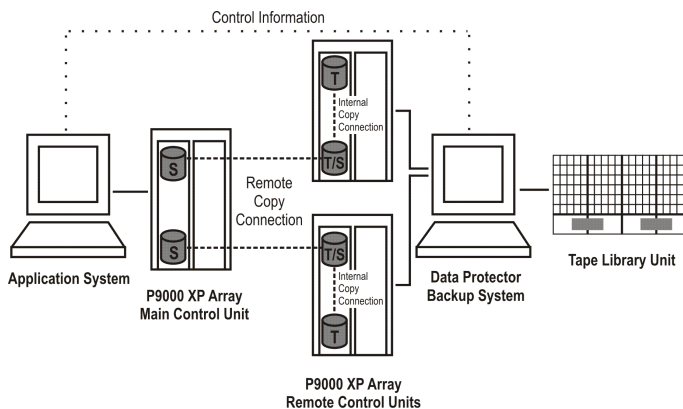 Control Information
T
Internal
Copy
Connection
T/S
S
Remote
Copy
Connection
S
T/S
Internal
Copy
Connection
T
Application System
P9000 XP Array
Main Control Unit
Data Protector
Backup System
Tape Library Unit
P9000 XP Array
Remote Control Units